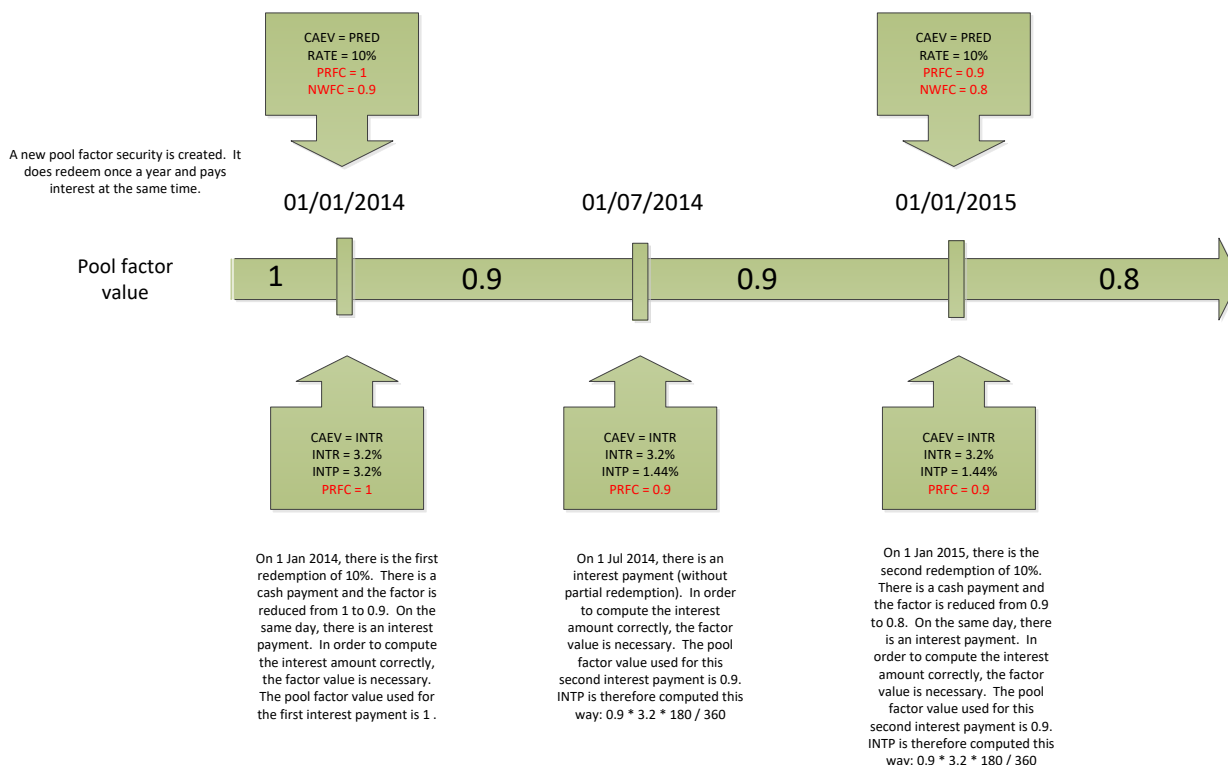 CAEV = PRED
RATE = 10%
PRFC = 1
NWFC = 0.9
CAEV = PRED
RATE = 10%
PRFC = 0.9
NWFC = 0.8
A new pool factor security is created. It
does redeem once a year and pays
interest at the same time.
01/01/2014
01/07/2014
01/01/2015
Pool factor
value
1
0.9
0.9
0.8
CAEV = INTR
INTR = 3.2%
INTP = 3.2%
PRFC = 1
CAEV = INTR
INTR = 3.2%
INTP = 1.44%
PRFC = 0.9
CAEV = INTR
INTR = 3.2%
INTP = 1.44%
PRFC = 0.9
On 1 Jan 2014, there is the first
redemption of 10%. There is a
cash payment and the factor is
reduced from 1 to 0.9. On the
same day, there is an interest
payment. In order to compute
the interest amount correctly,
the factor value is necessary.
The pool factor value used for
the first interest payment is 1 .
On 1 Jul 2014, there is an
interest payment (without
partial redemption). In order
to compute the interest
amount correctly, the factor
value is necessary. The pool
factor value used for this
second interest payment is 0.9.
INTP is therefore computed this
way: 0.9 * 3.2 * 180 / 360
On 1 Jan 2015, there is the
second redemption of 10%.
There is a cash payment and
the factor is reduced from 0.9
to 0.8. On the same day, there
is an interest payment. In
order to compute the interest
amount correctly, the factor
value is necessary. The pool
factor value used for this
second interest payment is 0.9.
INTP is therefore computed this
way: 0.9 * 3.2 * 180 / 360